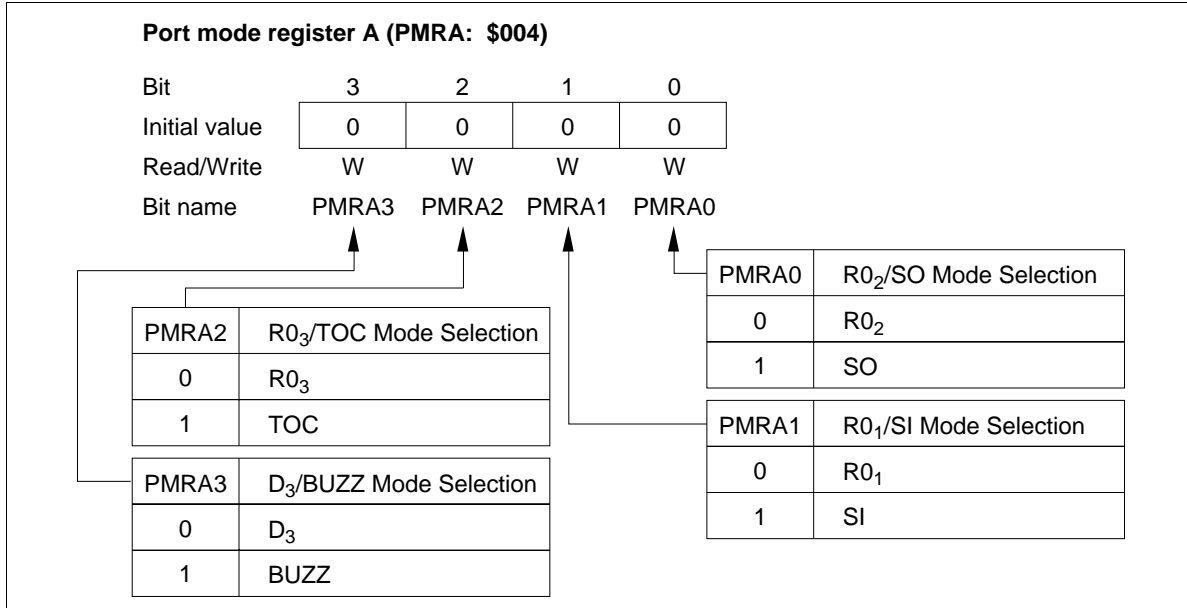 Port mode register A (PMRA: $004)
Bit 3 2 1 0
Initial value 0 0 0 0
Read/Write W W W W
Bit name PMRA3 PMRA2 PMRA1 PMRA0
PMRA2 R0₃/TOC Mode Selection
0 R0₃
1 TOC
PMRA3 D₃/BUZZ Mode Selection
0 D₃
1 BUZZ
PMRA0 R0₂/SO Mode Selection
0 R0₂
1 SO
PMRA1 R0₁/SI Mode Selection
0 R0₁
1 SI